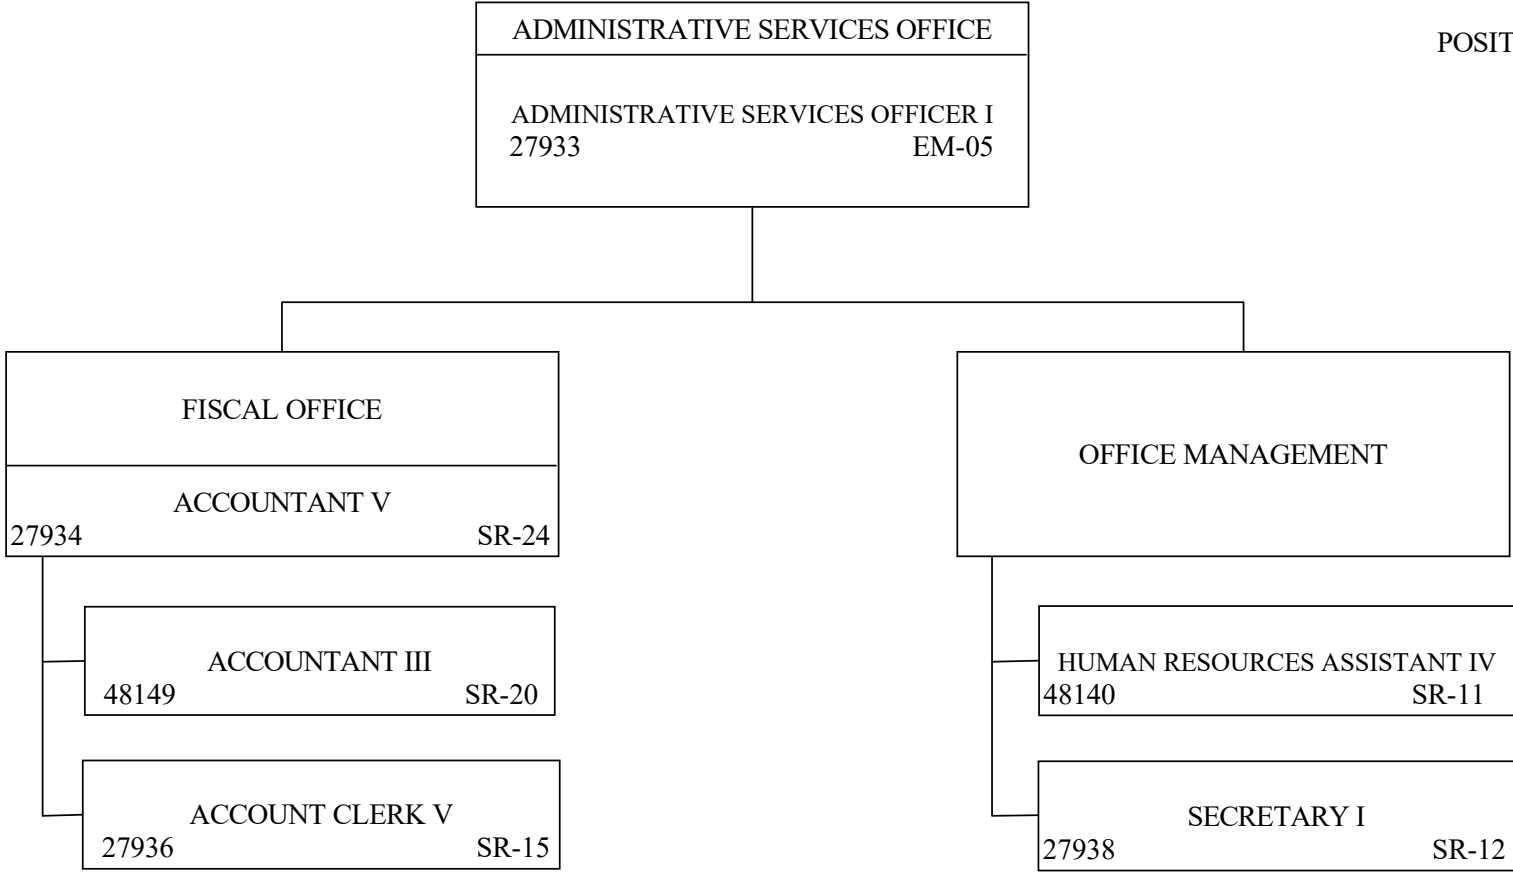 ADMINISTRATIVE SERVICES OFFICE
POSIT
ADMINISTRATIVE SERVICES OFFICER I
27933 EM-05
FISCAL OFFICE
ACCOUNTANT V
27934 SR-24
OFFICE MANAGEMENT
ACCOUNTANT III
48149 SR-20
HUMAN RESOURCES ASSISTANT IV
48140 SR-11
ACCOUNT CLERK V
27936 SR-15
SECRETARY I
27938 SR-12